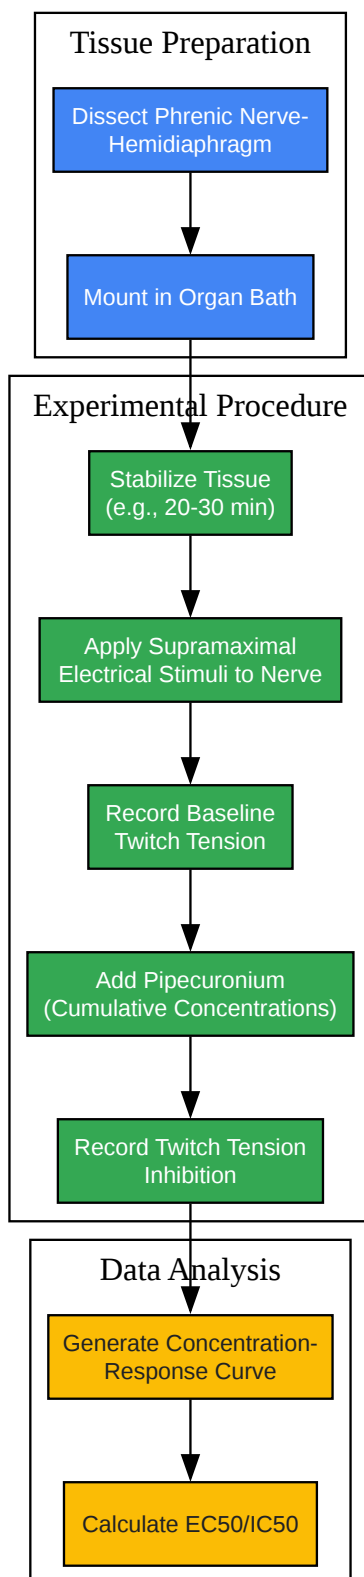 Tissue Preparation
Dissect Phrenic Nerve-
Hemidiaphragm
Mount in Organ Bath
Experimental Procedure
Stabilize Tissue
(e.g., 20-30 min)
Apply Supramaximal
Electrical Stimuli to Nerve
Record Baseline
Twitch Tension
Add Pipecuronium
(Cumulative Concentrations)
Record Twitch Tension
Inhibition
Data Analysis
Generate Concentration-
Response Curve
Calculate EC50/IC50